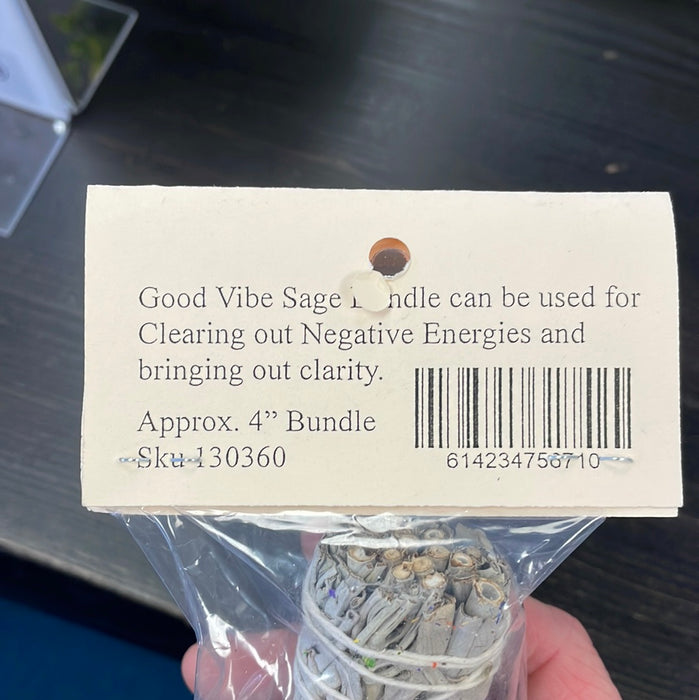 Good Vibe Sage ndle can be used for
Clearing out Negative Energies and
bringing out clarity.
Approx. 4” Bundle
Sku 130360
614234756710